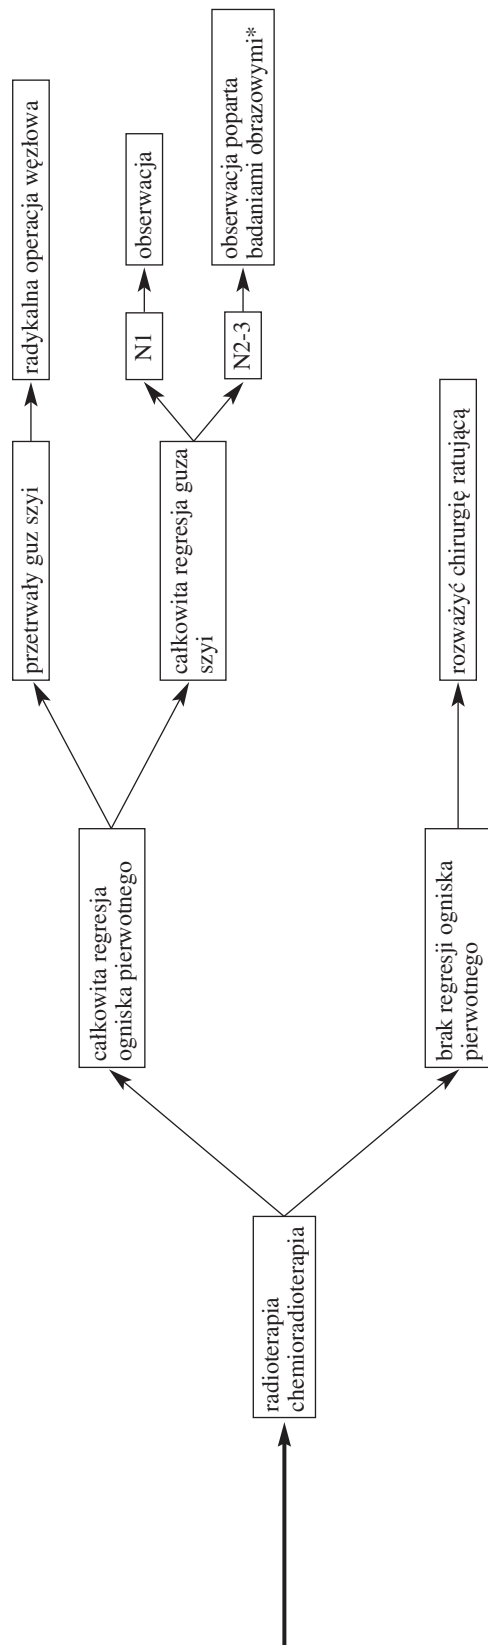 radioterapia
chemioradioterapia
całkowita regresja
ogniska pierwotnego
brak regresji ogniska
pierwotnego
przetrwały guz szyi
całkowita regresja guza
szyi
rozważyć chirurgię ratującą
N1
N2-3
radykalna operacja węzłowa
obserwacja
obserwacja poparta
badaniami obrazowymi*